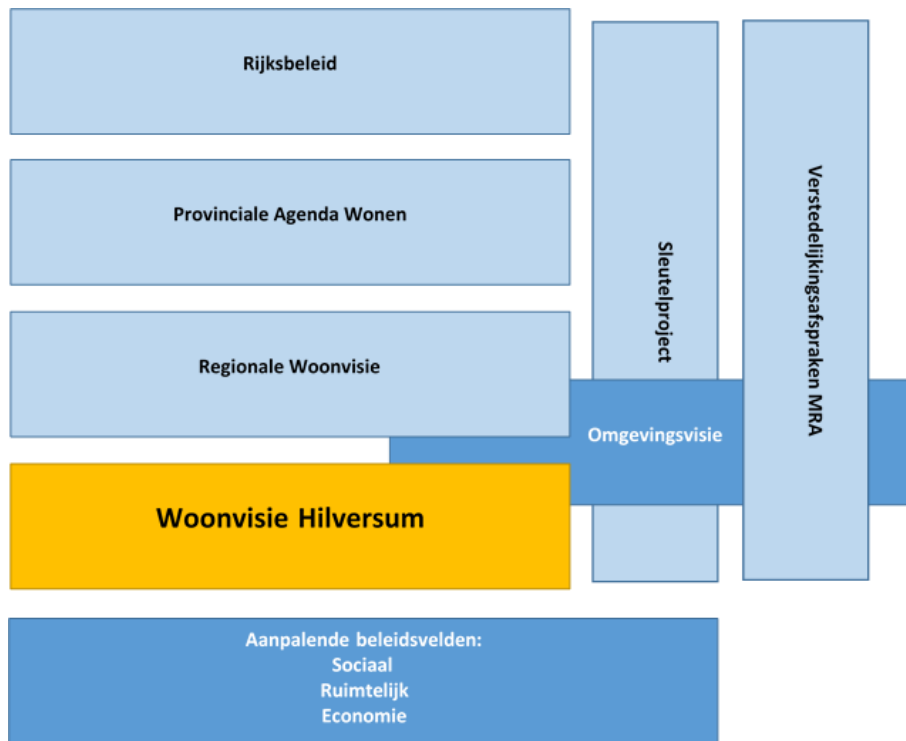 Rijksbeleid
Provinciale Agenda Wonen
Regionale Woonvisie
Woonvisie Hilversum
Aanpalende beleidsvelden:
Sociaal
Ruimtelijk
Economie
Sleutelproject
Omgevingsvisie
Verstedelijkingsafspraken MRA